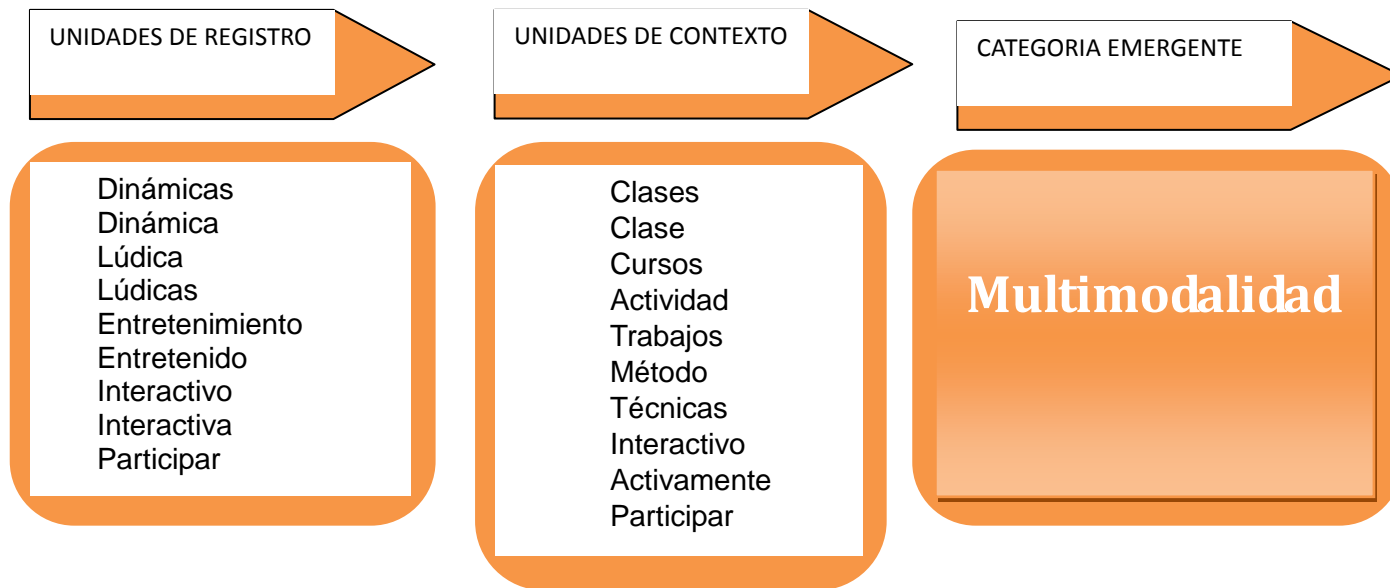 UNIDADES DE REGISTRO
UNIDADES DE CONTEXTO
CATEGORIA EMERGENTE
Dinámicas
Dinámica
Lúdica
Lúdicas
Entretenimiento
Entretenido
Interactivo
Interactiva
Participar
Clases
Clase
Cursos
Actividad
Trabajos
Método
Técnicas
Interactivo
Activamente
Participar
Multimodalidad